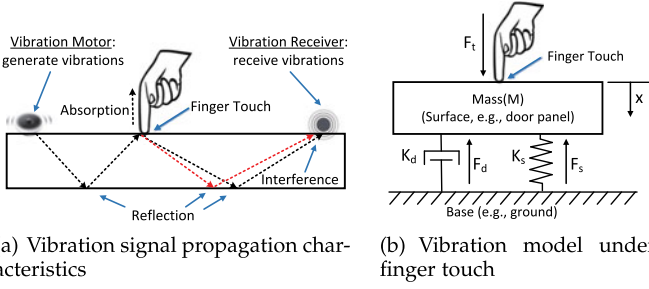 Vibration Motor:
generate vibrations
Vibration Receiver:
receive vibrations
Absorption
Finger Touch
Interference
Reflection
a) Vibration signal propagation char-
acteristics
Ft
Finger Touch
Mass(M)
(Surface, e.g., door panel)
x
Kd
Fd
Ks
Fs
Base (e.g., ground)
(b) Vibration model under
finger touch